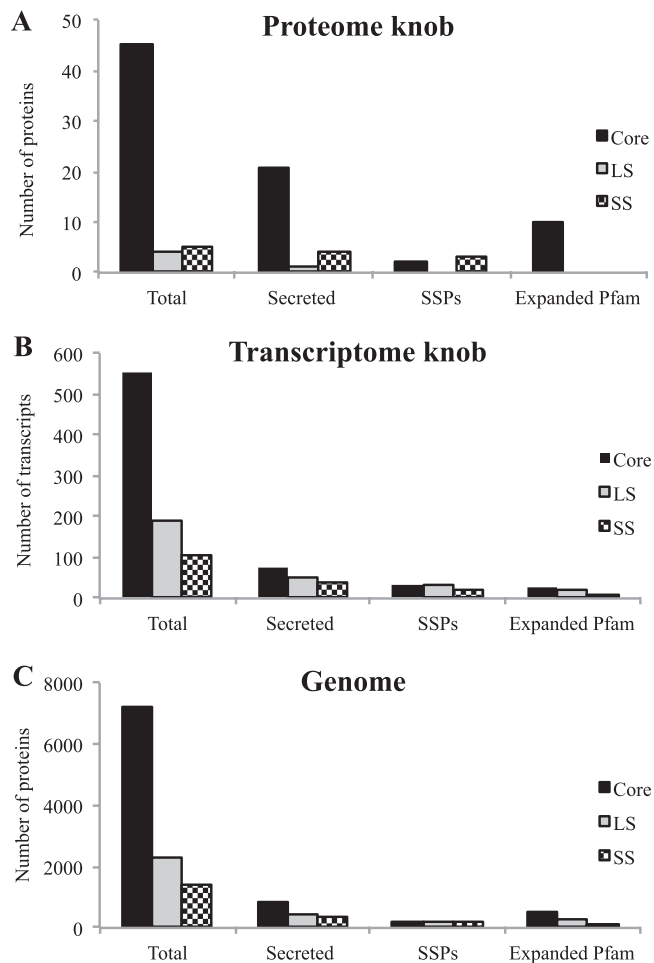 A
Proteome knob
Number of proteins
50
40
30
20
10
0
Core
LS
SS
Total
Secreted
SSPs
Expanded Pfam
B
Transcriptome knob
Number of transcripts
600
500
400
300
200
100
0
Core
LS
SS
Total
Secreted
SSPs
Expanded Pfam
C
Genome
Number of proteins
8000
6000
4000
2000
0
Core
LS
SS
Total
Secreted
SSPs
Expanded Pfam